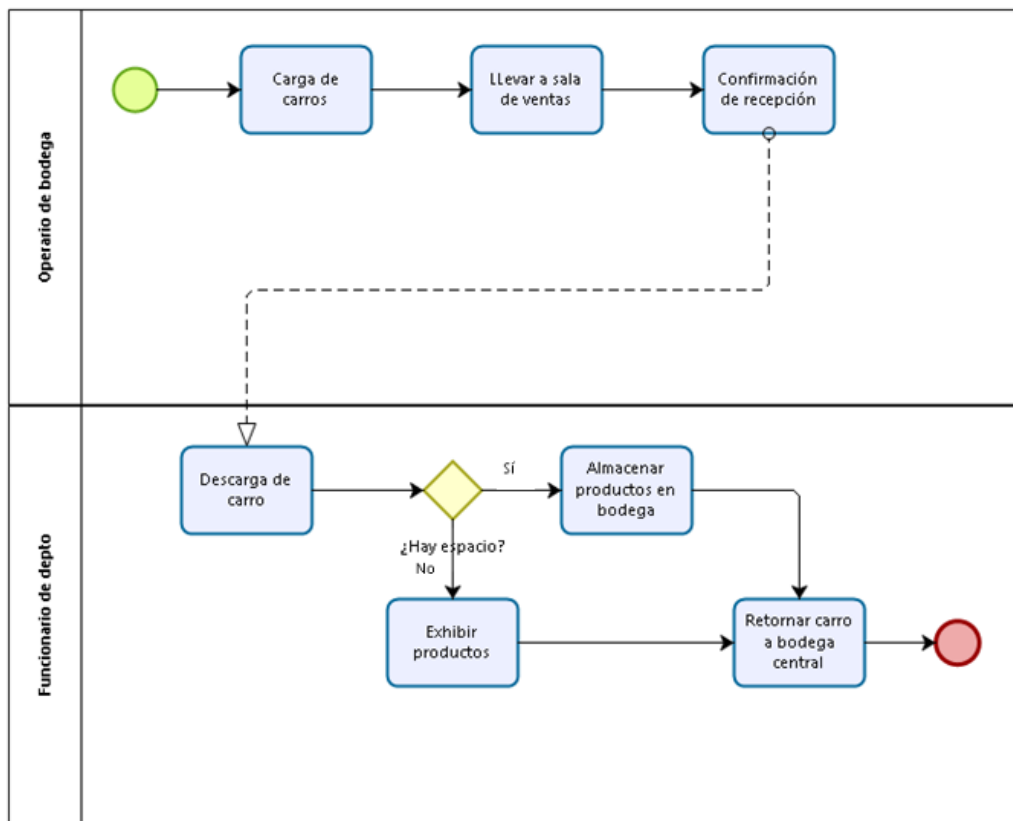 Operario de bodega
Carga de
carros
LLevar a sala
de ventas
Confirmación
de recepción
Funcionario de depto
Descarga de
carro
Sí
Almacenar
productos en
bodega
¿Hay espacio?
No
Exhibir
productos
Retornar carro
a bodega
central